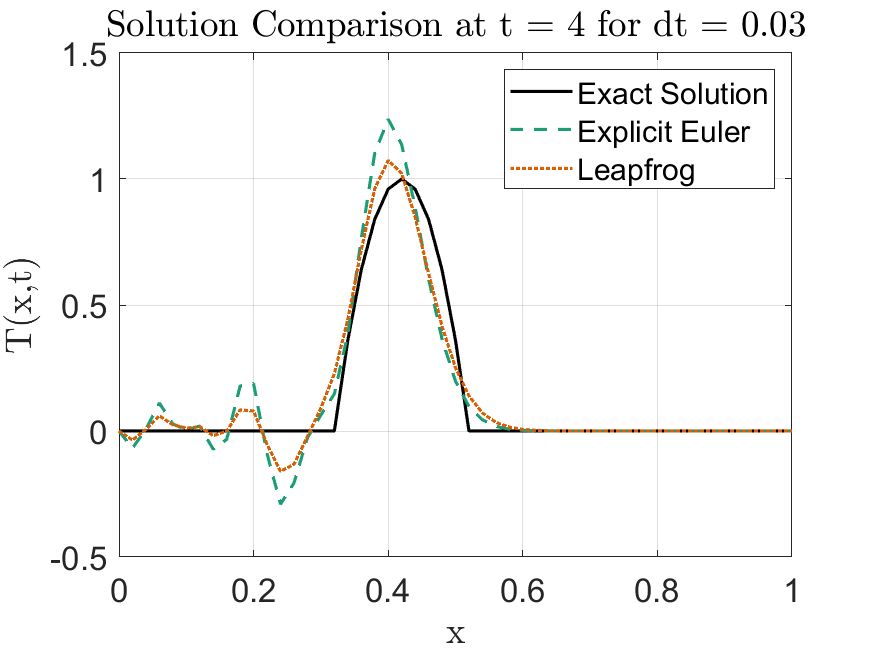 Solution Comparison at t = 4 for dt = 0.03
1.5
Exact Solution
Explicit Euler
Leapfrog
1
T(x,t)
0.5
0
-0.5
0 0.2 0.4 0.6 0.8 1
x